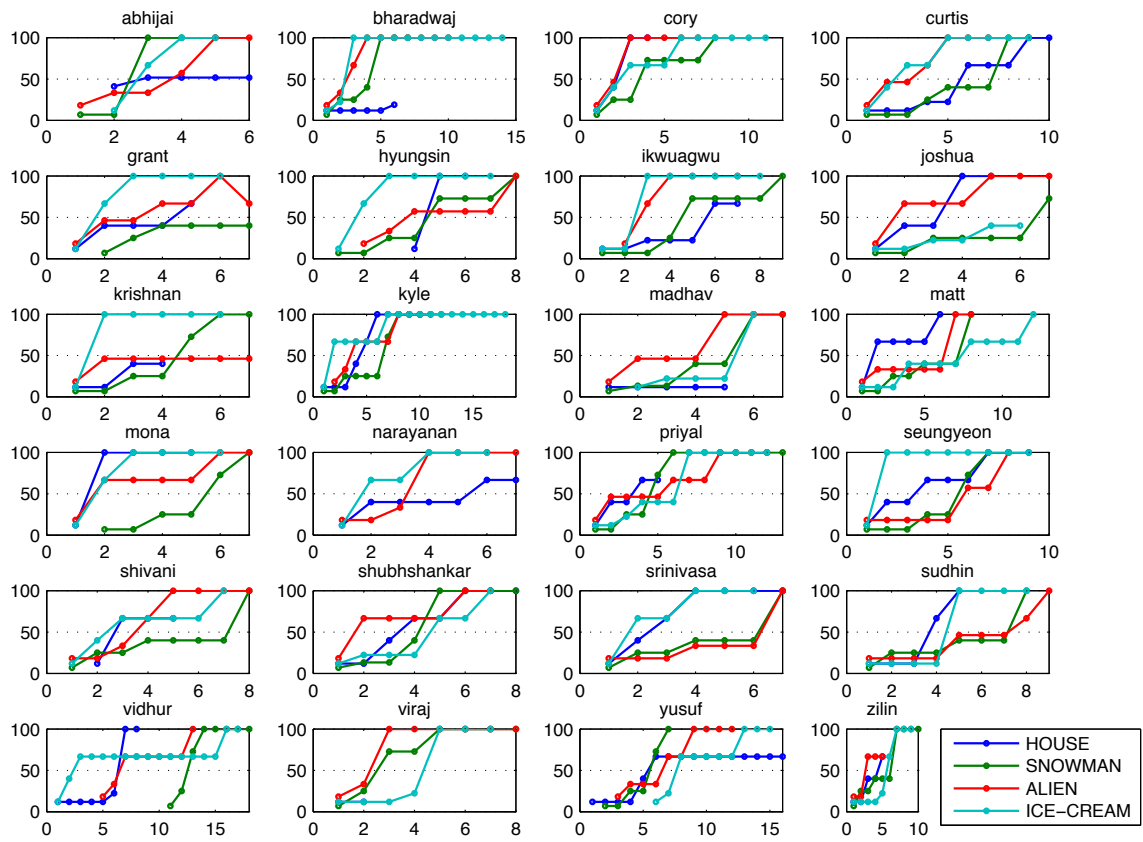 abhijai bharadwaj cory curtis
100 100 100 100
50 50 50 50
0 0 0 0
0 2 4 6 0 5 10 15 0 5 10 0 5 10
grant hyungsin ikwuagwu joshua
100 100 100 100
50 50 50 50
0 0 0 0
0 2 4 6 0 2 4 6 8 0 2 4 6 8 0 2 4 6
krishnan kyle madhav matt
100 100 100 100
50 50 50 50
0 0 0 0
0 2 4 6 0 5 10 15 0 2 4 6 0 5 10
mona narayanan priyal seungyeon
100 100 100 100
50 50 50 50
0 0 0 0
0 2 4 6 0 2 4 6 0 5 10 0 5 10
shivani shubhshankar srinivasa sudhin
100 100 100 100
50 50 50 50
0 0 0 0
0 2 4 6 8 0 2 4 6 8 0 2 4 6 0 2 4 6 8
vidhur viraj yusuf zilin
100 100 100 100
50 50 50 50
0 0 0 0
0 5 10 15 0 2 4 6 8 0 5 10 15 0 5 10
HOUSE
SNOWMAN
ALIEN
ICE−CREAM